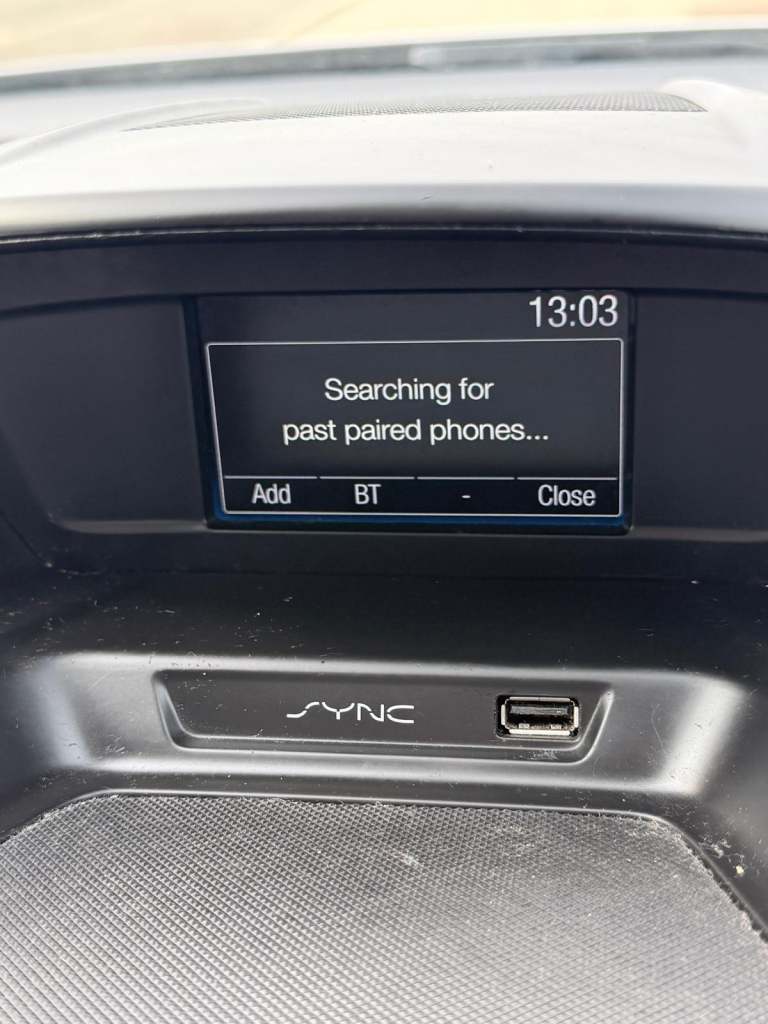 13:03
Searching for
past paired phones...
Add BT - Close
SYNC